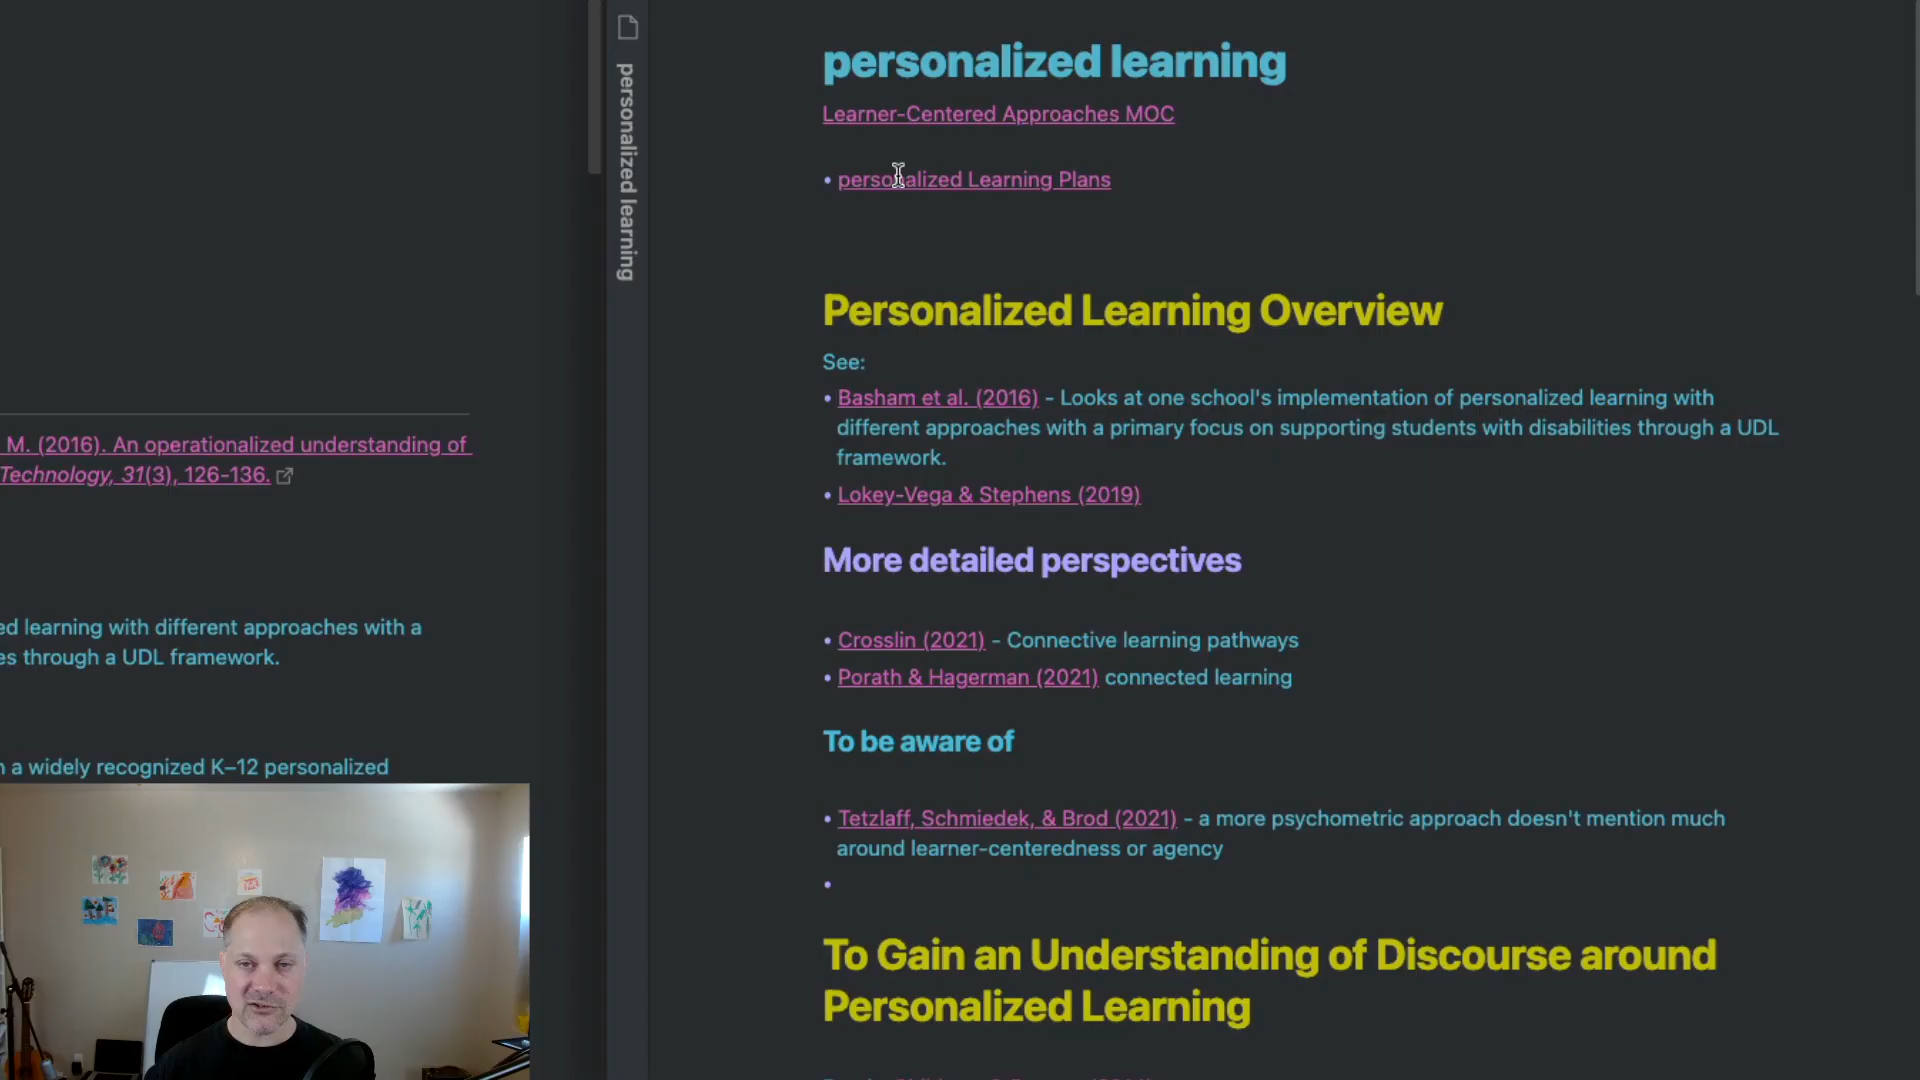 M. (2016). An operationalized understanding of
Technology, 31(3), 126-136.
ed learning with different approaches with a
es through a UDL framework.
n a widely recognized K–12 personalized
personalized learning
personalized learning
Learner-Centered Approaches MOC
• personalized Learning Plans
Personalized Learning Overview
See:
• Basham et al. (2016) - Looks at one school's implementation of personalized learning with
different approaches with a primary focus on supporting students with disabilities through a UDL
framework.
• Lokey-Vega & Stephens (2019)
More detailed perspectives
• Crosslin (2021) - Connective learning pathways
• Porath & Hagerman (2021) connected learning
To be aware of
• Tetzlaff, Schmiedek, & Brod (2021) - a more psychometric approach doesn't mention much
around learner-centeredness or agency
•
To Gain an Understanding of Discourse around
Personalized Learning